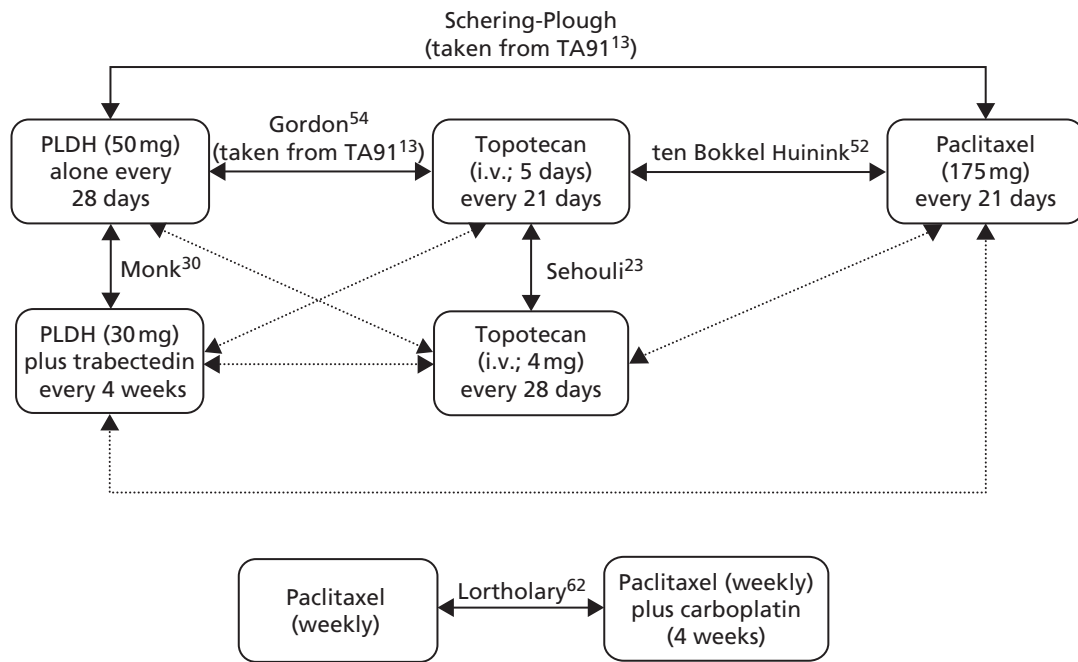 Schering-Plough
(taken from TA91¹³)
PLDH (50 mg)
alone every
28 days
Gordon⁵⁴
(taken from TA91¹³)
Topotecan
(i.v.; 5 days)
every 21 days
ten Bokkel Huinink⁵²
Paclitaxel
(175 mg)
every 21 days
Monk³⁰
Sehouli²³
PLDH (30 mg)
plus trabectedin
every 4 weeks
Topotecan
(i.v.; 4 mg)
every 28 days
Paclitaxel
(weekly)
Lortholary⁶²
Paclitaxel (weekly)
plus carboplatin
(4 weeks)